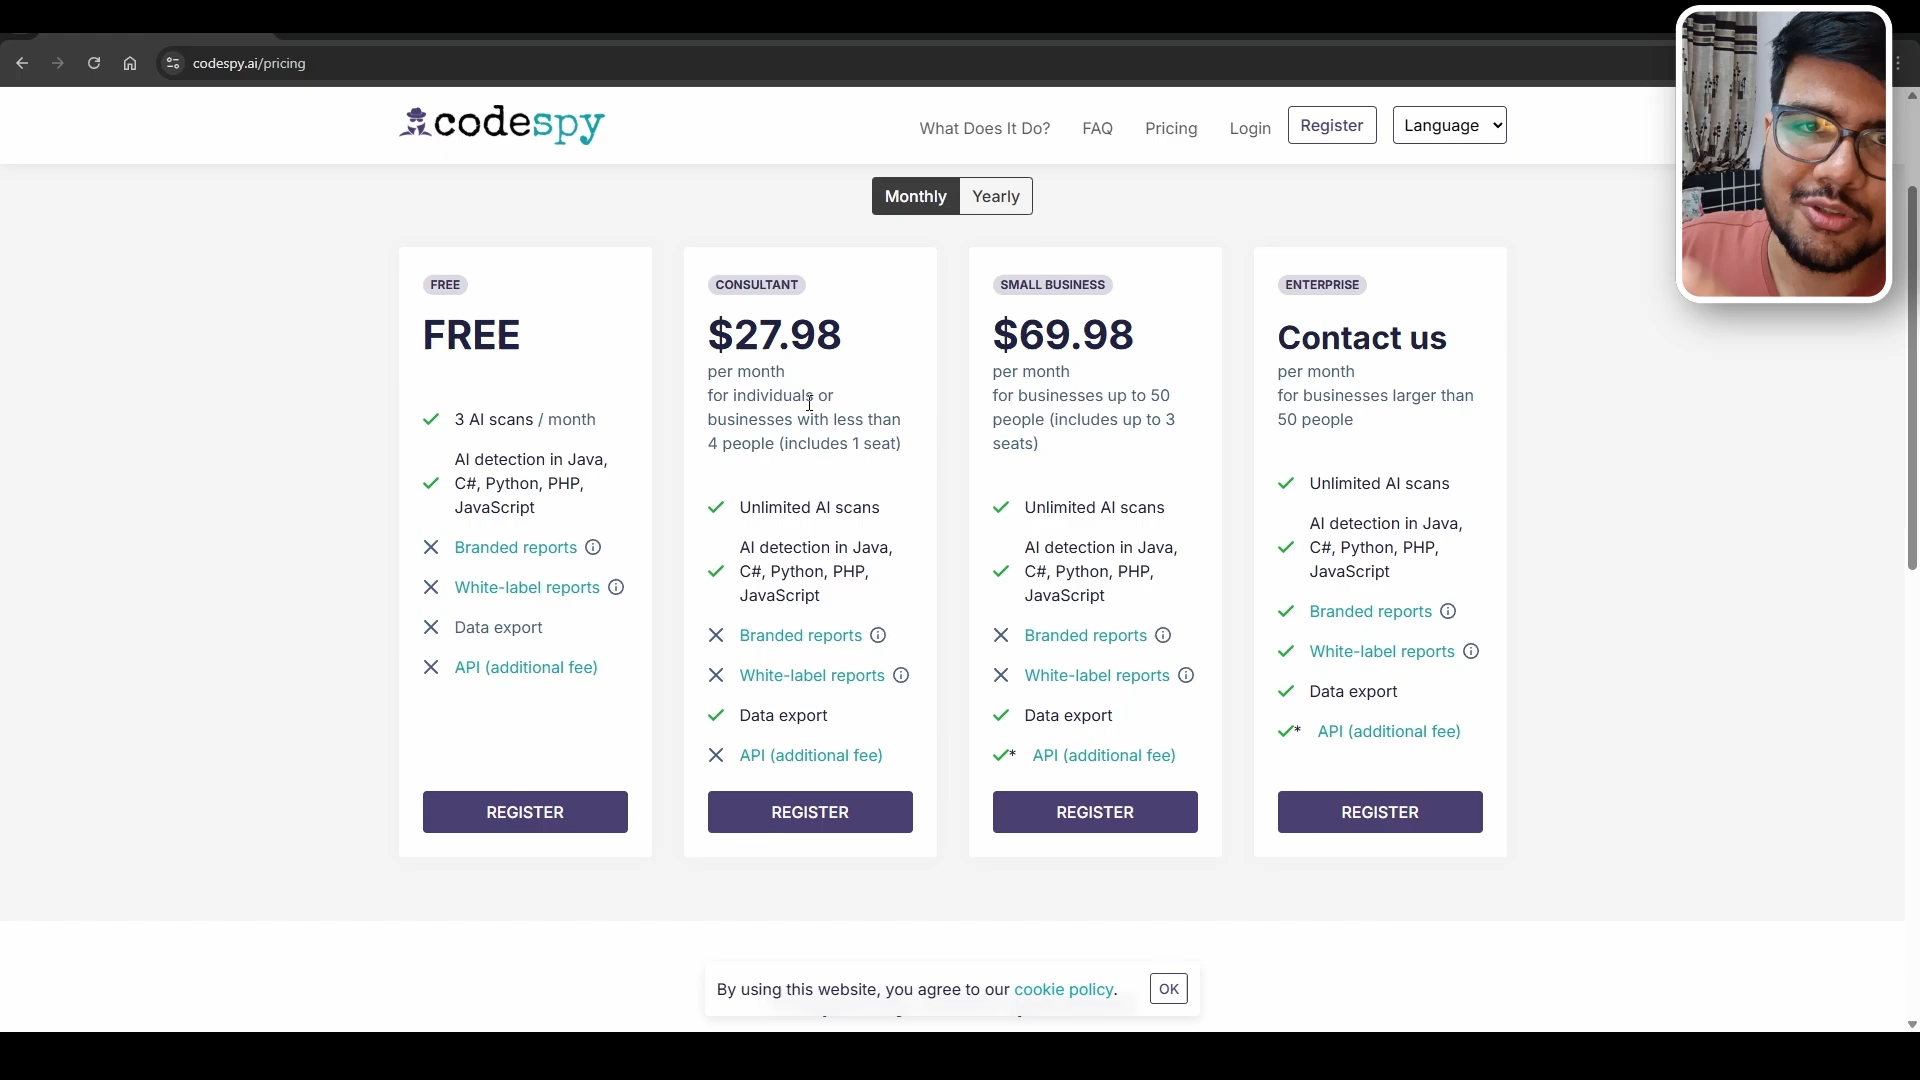 codespy.ai/pricing
codespy
What Does It Do?
FAQ
Pricing
Login
Register
Language
Monthly
Yearly
FREE
FREE
3 AI scans / month
AI detection in Java,
C#, Python, PHP,
JavaScript
Branded reports
White-label reports
Data export
API (additional fee)
REGISTER
CONSULTANT
$27.98
per month
for individuals or
businesses with less than
4 people (includes 1 seat)
Unlimited AI scans
AI detection in Java,
C#, Python, PHP,
JavaScript
Branded reports
White-label reports
Data export
API (additional fee)
REGISTER
SMALL BUSINESS
$69.98
per month
for businesses up to 50
people (includes up to 3
seats)
Unlimited AI scans
AI detection in Java,
C#, Python, PHP,
JavaScript
Branded reports
White-label reports
Data export
* API (additional fee)
REGISTER
ENTERPRISE
Contact us
per month
for businesses larger than
50 people
Unlimited AI scans
AI detection in Java,
C#, Python, PHP,
JavaScript
Branded reports
White-label reports
Data export
* API (additional fee)
REGISTER
By using this website, you agree to our cookie policy.
OK